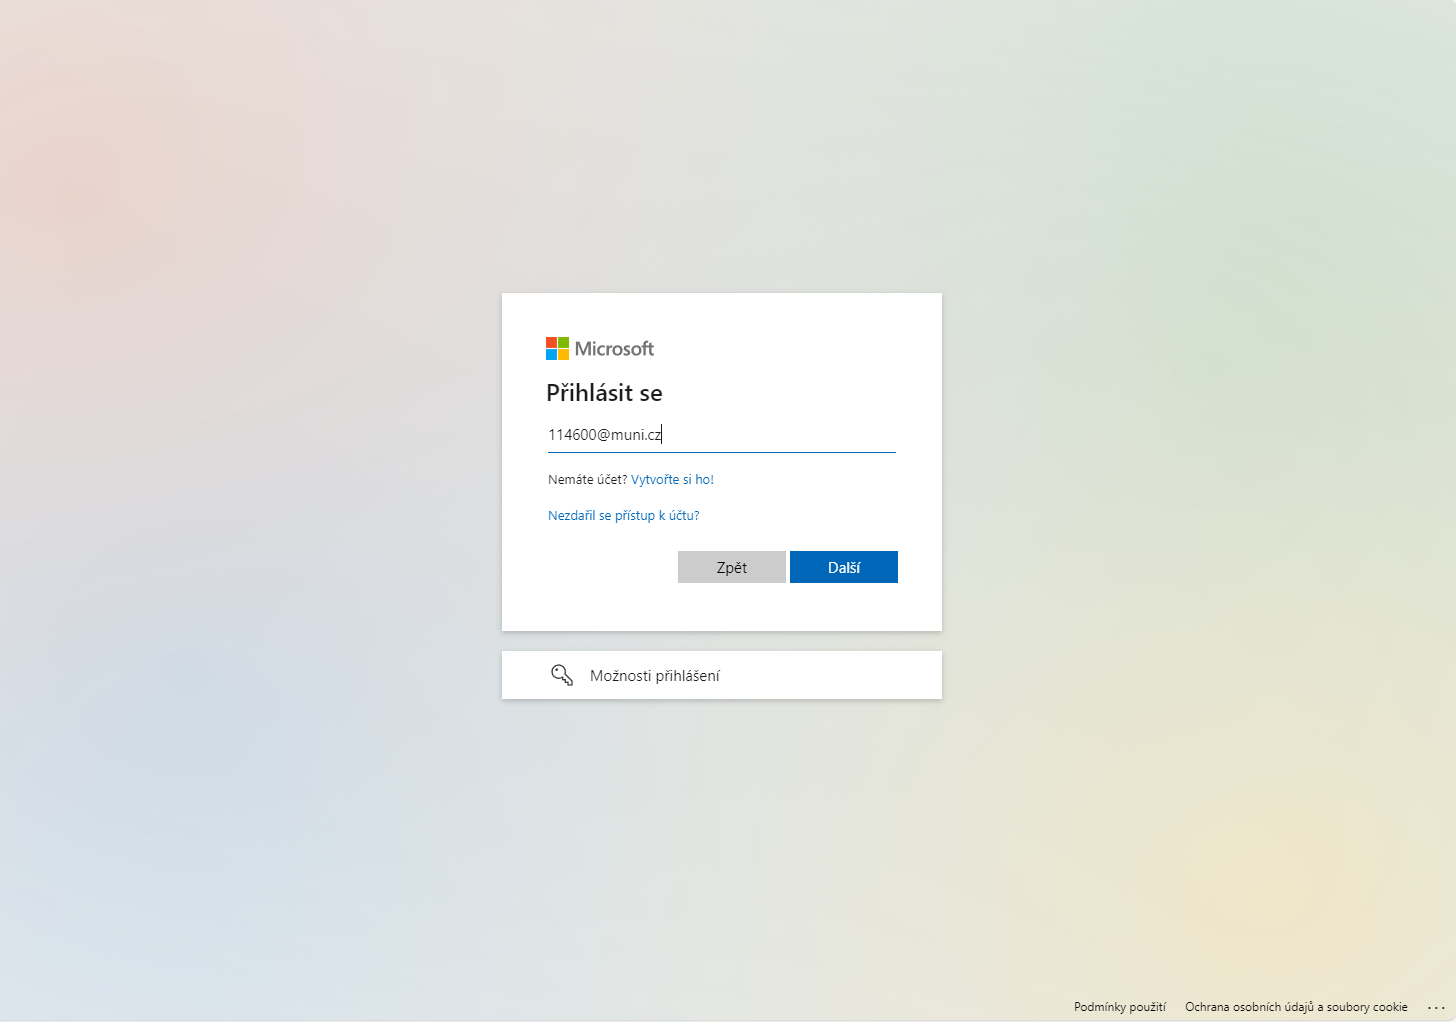 Microsoft
Přihlásit se
114600@muni.cz
Nemáte účet? Vytvořte si ho!
Nezdařil se přístup k účtu?
Zpět
Další
Možnosti přihlášení
Podmínky použití
Ochrana osobních údajů a soubory cookie
...